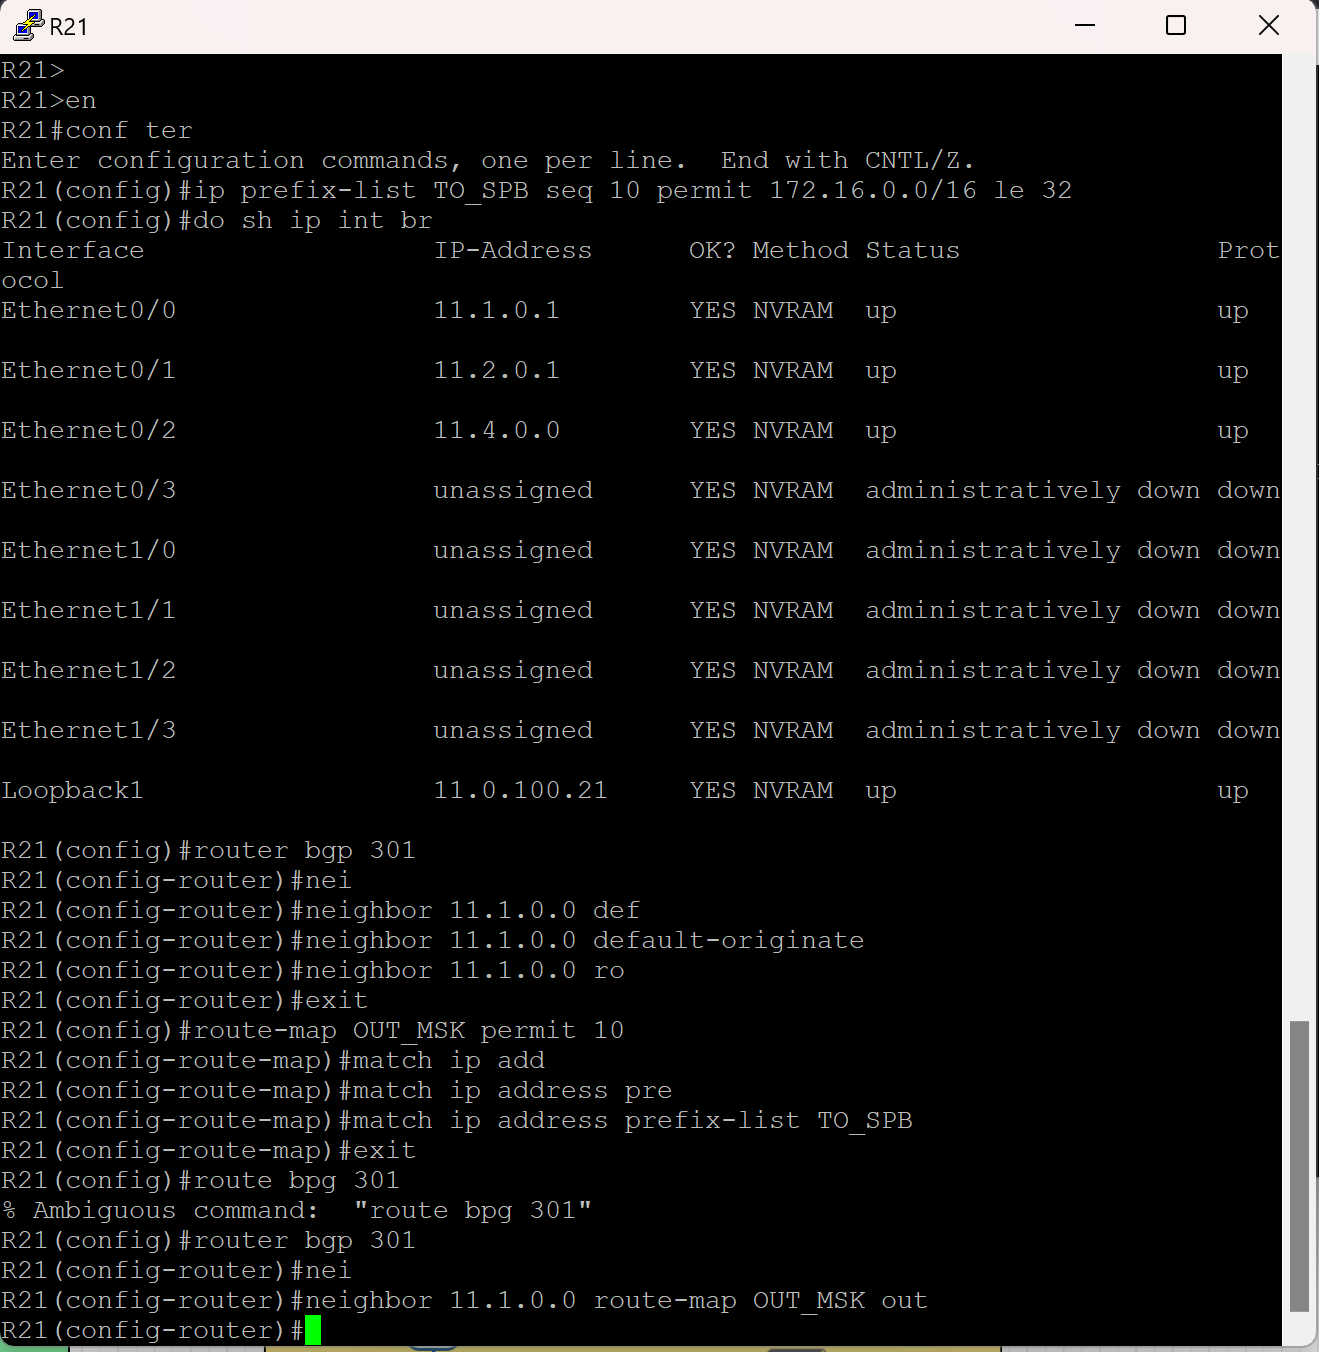 R21
R21>
R21>en
R21#conf ter
Enter configuration commands, one per line.  End with CNTL/Z.
R21(config)#ip prefix-list TO_SPB seq 10 permit 172.16.0.0/16 le 32
R21(config)#do sh ip int br
Interface                  IP-Address      OK? Method Status                Prot
ocol
Ethernet0/0                11.1.0.1        YES NVRAM  up                    up
Ethernet0/1                11.2.0.1        YES NVRAM  up                    up
Ethernet0/2                11.4.0.0        YES NVRAM  up                    up
Ethernet0/3                unassigned      YES NVRAM  administratively down down
Ethernet1/0                unassigned      YES NVRAM  administratively down down
Ethernet1/1                unassigned      YES NVRAM  administratively down down
Ethernet1/2                unassigned      YES NVRAM  administratively down down
Ethernet1/3                unassigned      YES NVRAM  administratively down down
Loopback1                  11.0.100.21     YES NVRAM  up                    up
R21(config)#router bgp 301
R21(config-router)#nei
R21(config-router)#neighbor 11.1.0.0 def
R21(config-router)#neighbor 11.1.0.0 default-originate
R21(config-router)#neighbor 11.1.0.0 ro
R21(config-router)#exit
R21(config)#route-map OUT_MSK permit 10
R21(config-route-map)#match ip add
R21(config-route-map)#match ip address pre
R21(config-route-map)#match ip address prefix-list TO_SPB
R21(config-route-map)#exit
R21(config)#route bpg 301
% Ambiguous command:  "route bpg 301"
R21(config)#router bgp 301
R21(config-router)#nei
R21(config-router)#neighbor 11.1.0.0 route-map OUT_MSK out
R21(config-router)#